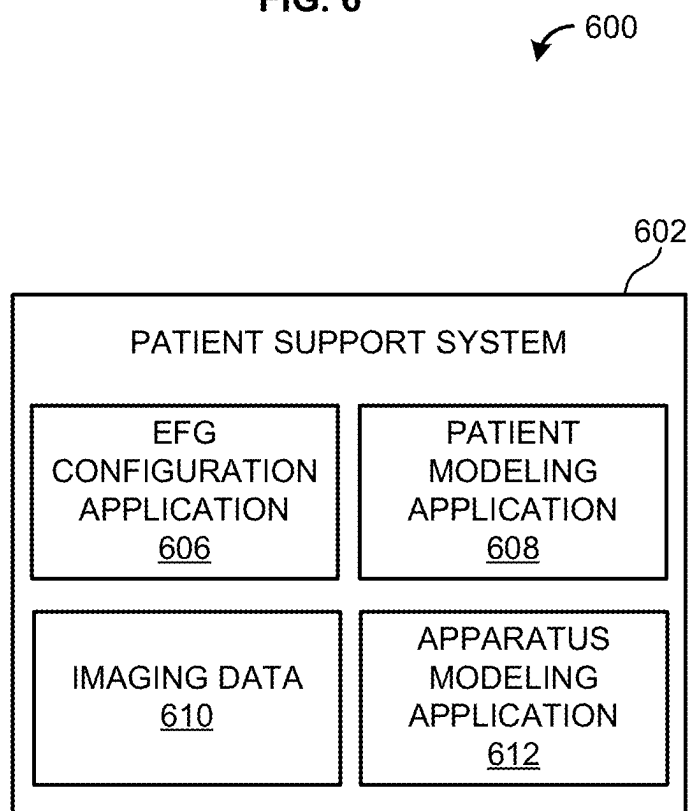 FIG. 6
600
602
PATIENT SUPPORT SYSTEM
EFG
CONFIGURATION
APPLICATION
606
PATIENT
MODELING
APPLICATION
608
IMAGING DATA
610
APPARATUS
MODELING
APPLICATION
612